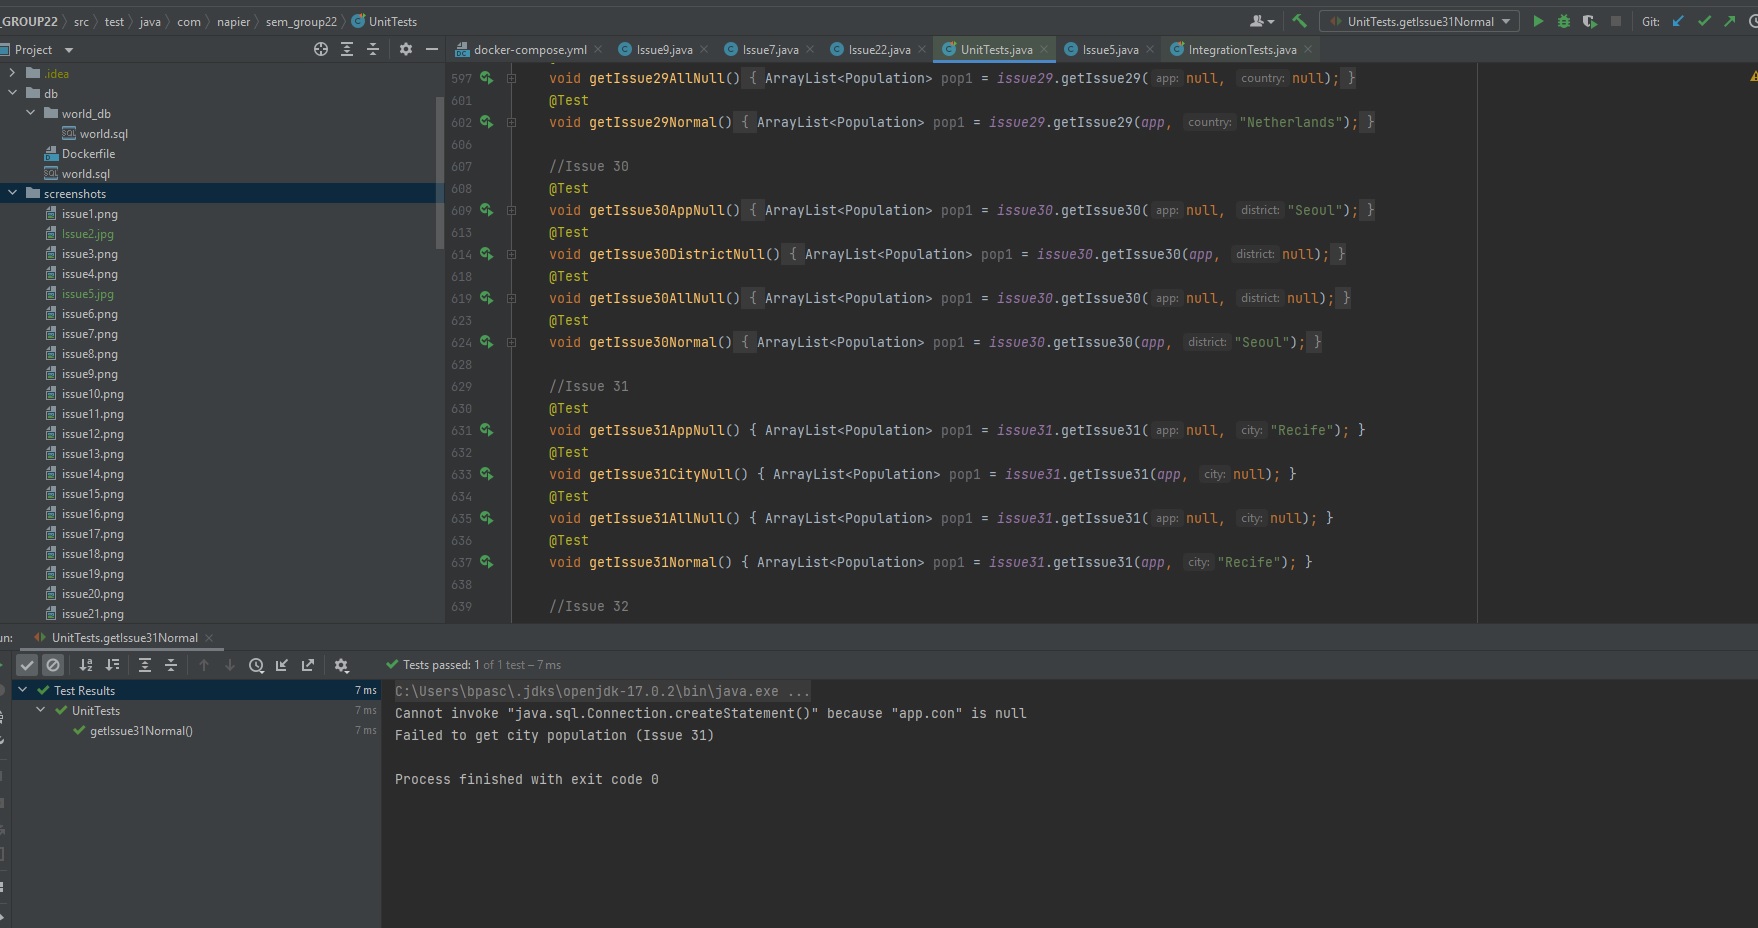 _GROUP22 src test java com napier sem_group22 UnitTests
UnitTests.getIssue31Normal Git:
Project
docker-compose.yml Issue9.java Issue7.java Issue22.java UnitTests.java Issue5.java IntegrationTests.java
.idea
db
world_db
world.sql
Dockerfile
world.sql
screenshots
issue1.png
Issue2.jpg
issue3.png
issue4.png
issue5.jpg
issue6.png
issue7.png
issue8.png
issue9.png
issue10.png
issue11.png
issue12.png
issue13.png
issue14.png
issue15.png
issue16.png
issue17.png
issue18.png
issue19.png
issue20.png
issue21.png
597 void getIssue29AllNull() { ArrayList<Population> pop1 = issue29.getIssue29( app: null, country: null); }
601 @Test
602 void getIssue29Normal() { ArrayList<Population> pop1 = issue29.getIssue29(app, country: "Netherlands"); }
606
607 //Issue 30
608 @Test
609 void getIssue30AppNull() { ArrayList<Population> pop1 = issue30.getIssue30( app: null, district: "Seoul"); }
613 @Test
614 void getIssue30DistrictNull() { ArrayList<Population> pop1 = issue30.getIssue30(app, district: null); }
618 @Test
619 void getIssue30AllNull() { ArrayList<Population> pop1 = issue30.getIssue30( app: null, district: null); }
623 @Test
624 void getIssue30Normal() { ArrayList<Population> pop1 = issue30.getIssue30(app, district: "Seoul"); }
628
629 //Issue 31
630 @Test
631 void getIssue31AppNull() { ArrayList<Population> pop1 = issue31.getIssue31( app: null, city: "Recife"); }
632 @Test
633 void getIssue31CityNull() { ArrayList<Population> pop1 = issue31.getIssue31(app, city: null); }
634 @Test
635 void getIssue31AllNull() { ArrayList<Population> pop1 = issue31.getIssue31( app: null, city: null); }
636 @Test
637 void getIssue31Normal() { ArrayList<Population> pop1 = issue31.getIssue31(app, city: "Recife"); }
638
639 //Issue 32
un: UnitTests.getIssue31Normal
Tests passed: 1 of 1 test – 7 ms
Test Results 7 ms
UnitTests 7 ms
getIssue31Normal() 7 ms
C:\Users\bpasc\.jdks\openjdk-17.0.2\bin\java.exe ...
Cannot invoke "java.sql.Connection.createStatement()" because "app.con" is null
Failed to get city population (Issue 31)
Process finished with exit code 0